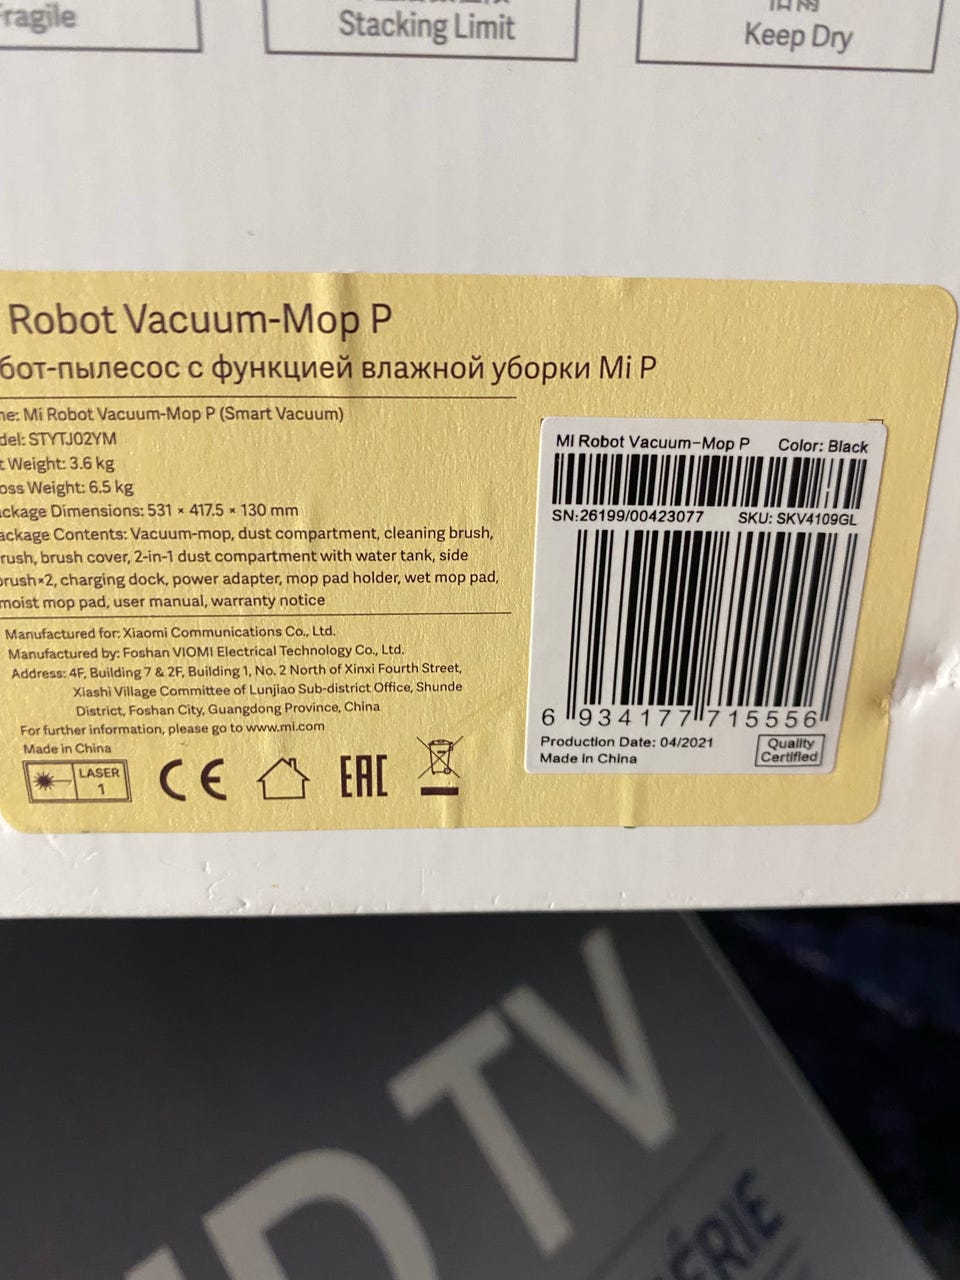 Fragile
Stacking Limit
Keep Dry
Robot Vacuum-Mop P
бот-пылесос с функцией влажной уборки Mi P
ne: Mi Robot Vacuum-Mop P (Smart Vacuum)
del: STYTJ02YM
t Weight: 3.6 kg
oss Weight: 6.5 kg
ackage Dimensions: 531 × 417.5 × 130 mm
ackage Contents: Vacuum-mop, dust compartment, cleaning brush,
rush, brush cover, 2-in-1 dust compartment with water tank, side
brush×2, charging dock, power adapter, mop pad holder, wet mop pad,
moist mop pad, user manual, warranty notice
Manufactured for: Xiaomi Communications Co., Ltd.
Manufactured by: Foshan VIOMI Electrical Technology Co., Ltd.
Address: 4F, Building 7 & 2F, Building 1, No. 2 North of Xinxi Fourth Street,
Xiashi Village Committee of Lunjiao Sub-district Office, Shunde
District, Foshan City, Guangdong Province, China
For further information, please go to www.mi.com
Made in China
LASER
1
CE
EAC
MI Robot Vacuum-Mop P Color: Black
SN:26199/00423077 SKU: SKV4109GL
6 934177 715556
Production Date: 04/2021
Made in China
Quality
Certified
D TV
SÉRIE